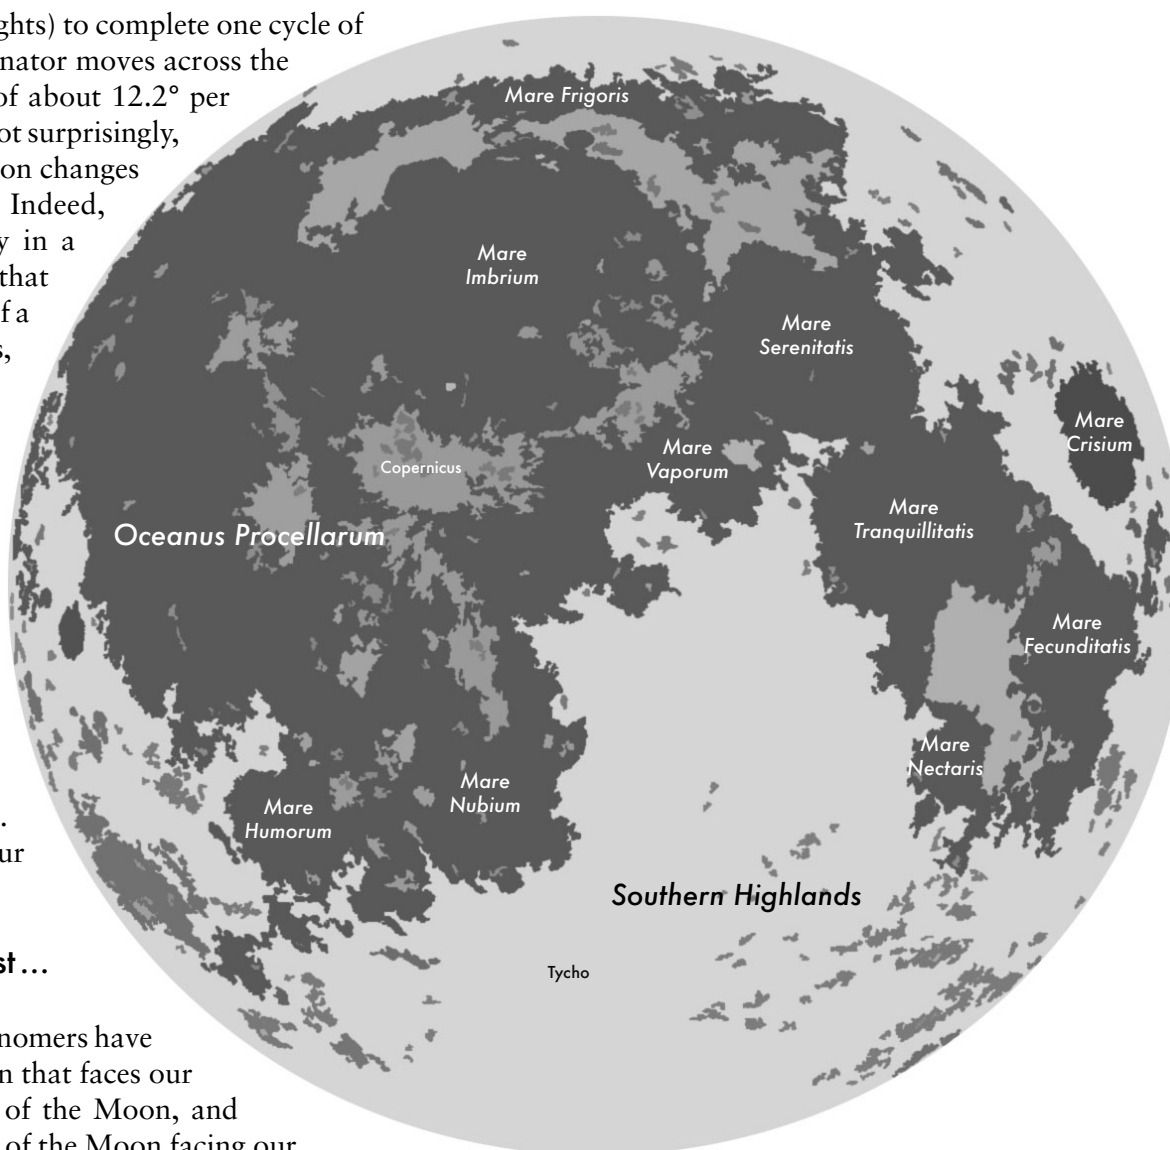 ghts) to complete one cycle of
nator moves across the
of about 12.2° per
ot surprisingly,
on changes
Indeed,
y in a
that
f a
s,
.
ur
st...
nomers have
n that faces our
of the Moon, and
of the Moon facing our
Mare Frigoris
Mare
Imbrium
Mare
Serenitatis
Mare
Crisium
Copernicus
Mare
Vaporum
Mare
Tranquillitatis
Oceanus Procellarum
Mare
Fecunditatis
Mare
Nectaris
Mare
Nubium
Mare
Humorum
Southern Highlands
Tycho